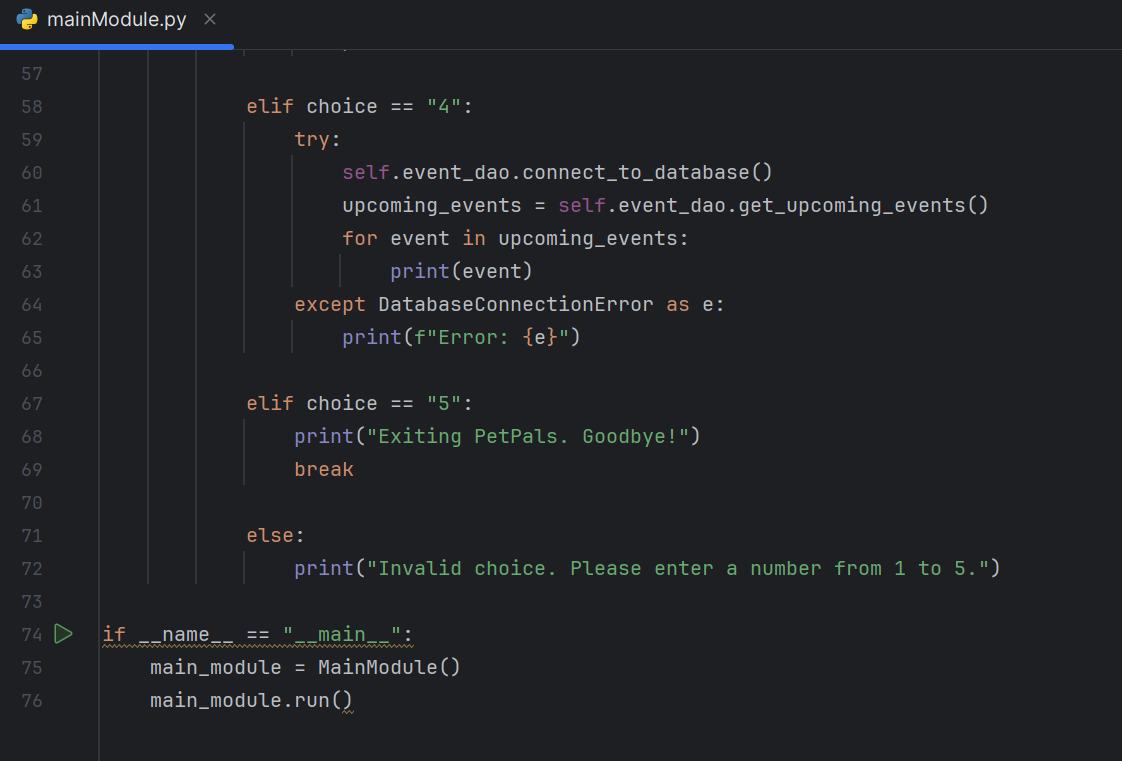 mainModule.py ×
57
58 elif choice == "4":
59 try:
60 self.event_dao.connect_to_database()
61 upcoming_events = self.event_dao.get_upcoming_events()
62 for event in upcoming_events:
63 print(event)
64 except DatabaseConnectionError as e:
65 print(f"Error: {e}")
66
67 elif choice == "5":
68 print("Exiting PetPals. Goodbye!")
69 break
70
71 else:
72 print("Invalid choice. Please enter a number from 1 to 5.")
73
74 if __name__ == "__main__":
75 main_module = MainModule()
76 main_module.run()